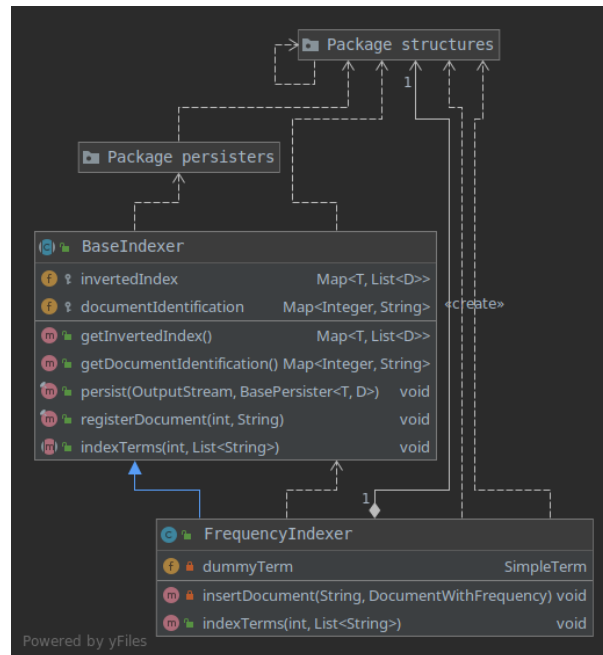 Package structures
1
Package persisters
BaseIndexer
invertedIndex Map<T, List<D>>
documentIdentification Map<Integer, String>
«create»
getInvertedIndex() Map<T, List<D>>
getDocumentIdentification() Map<Integer, String>
persist(OutputStream, BasePersister<T, D>) void
registerDocument(int, String) void
indexTerms(int, List<String>) void
1
FrequencyIndexer
dummyTerm SimpleTerm
insertDocument(String, DocumentWithFrequency) void
indexTerms(int, List<String>) void
Powered by yFiles